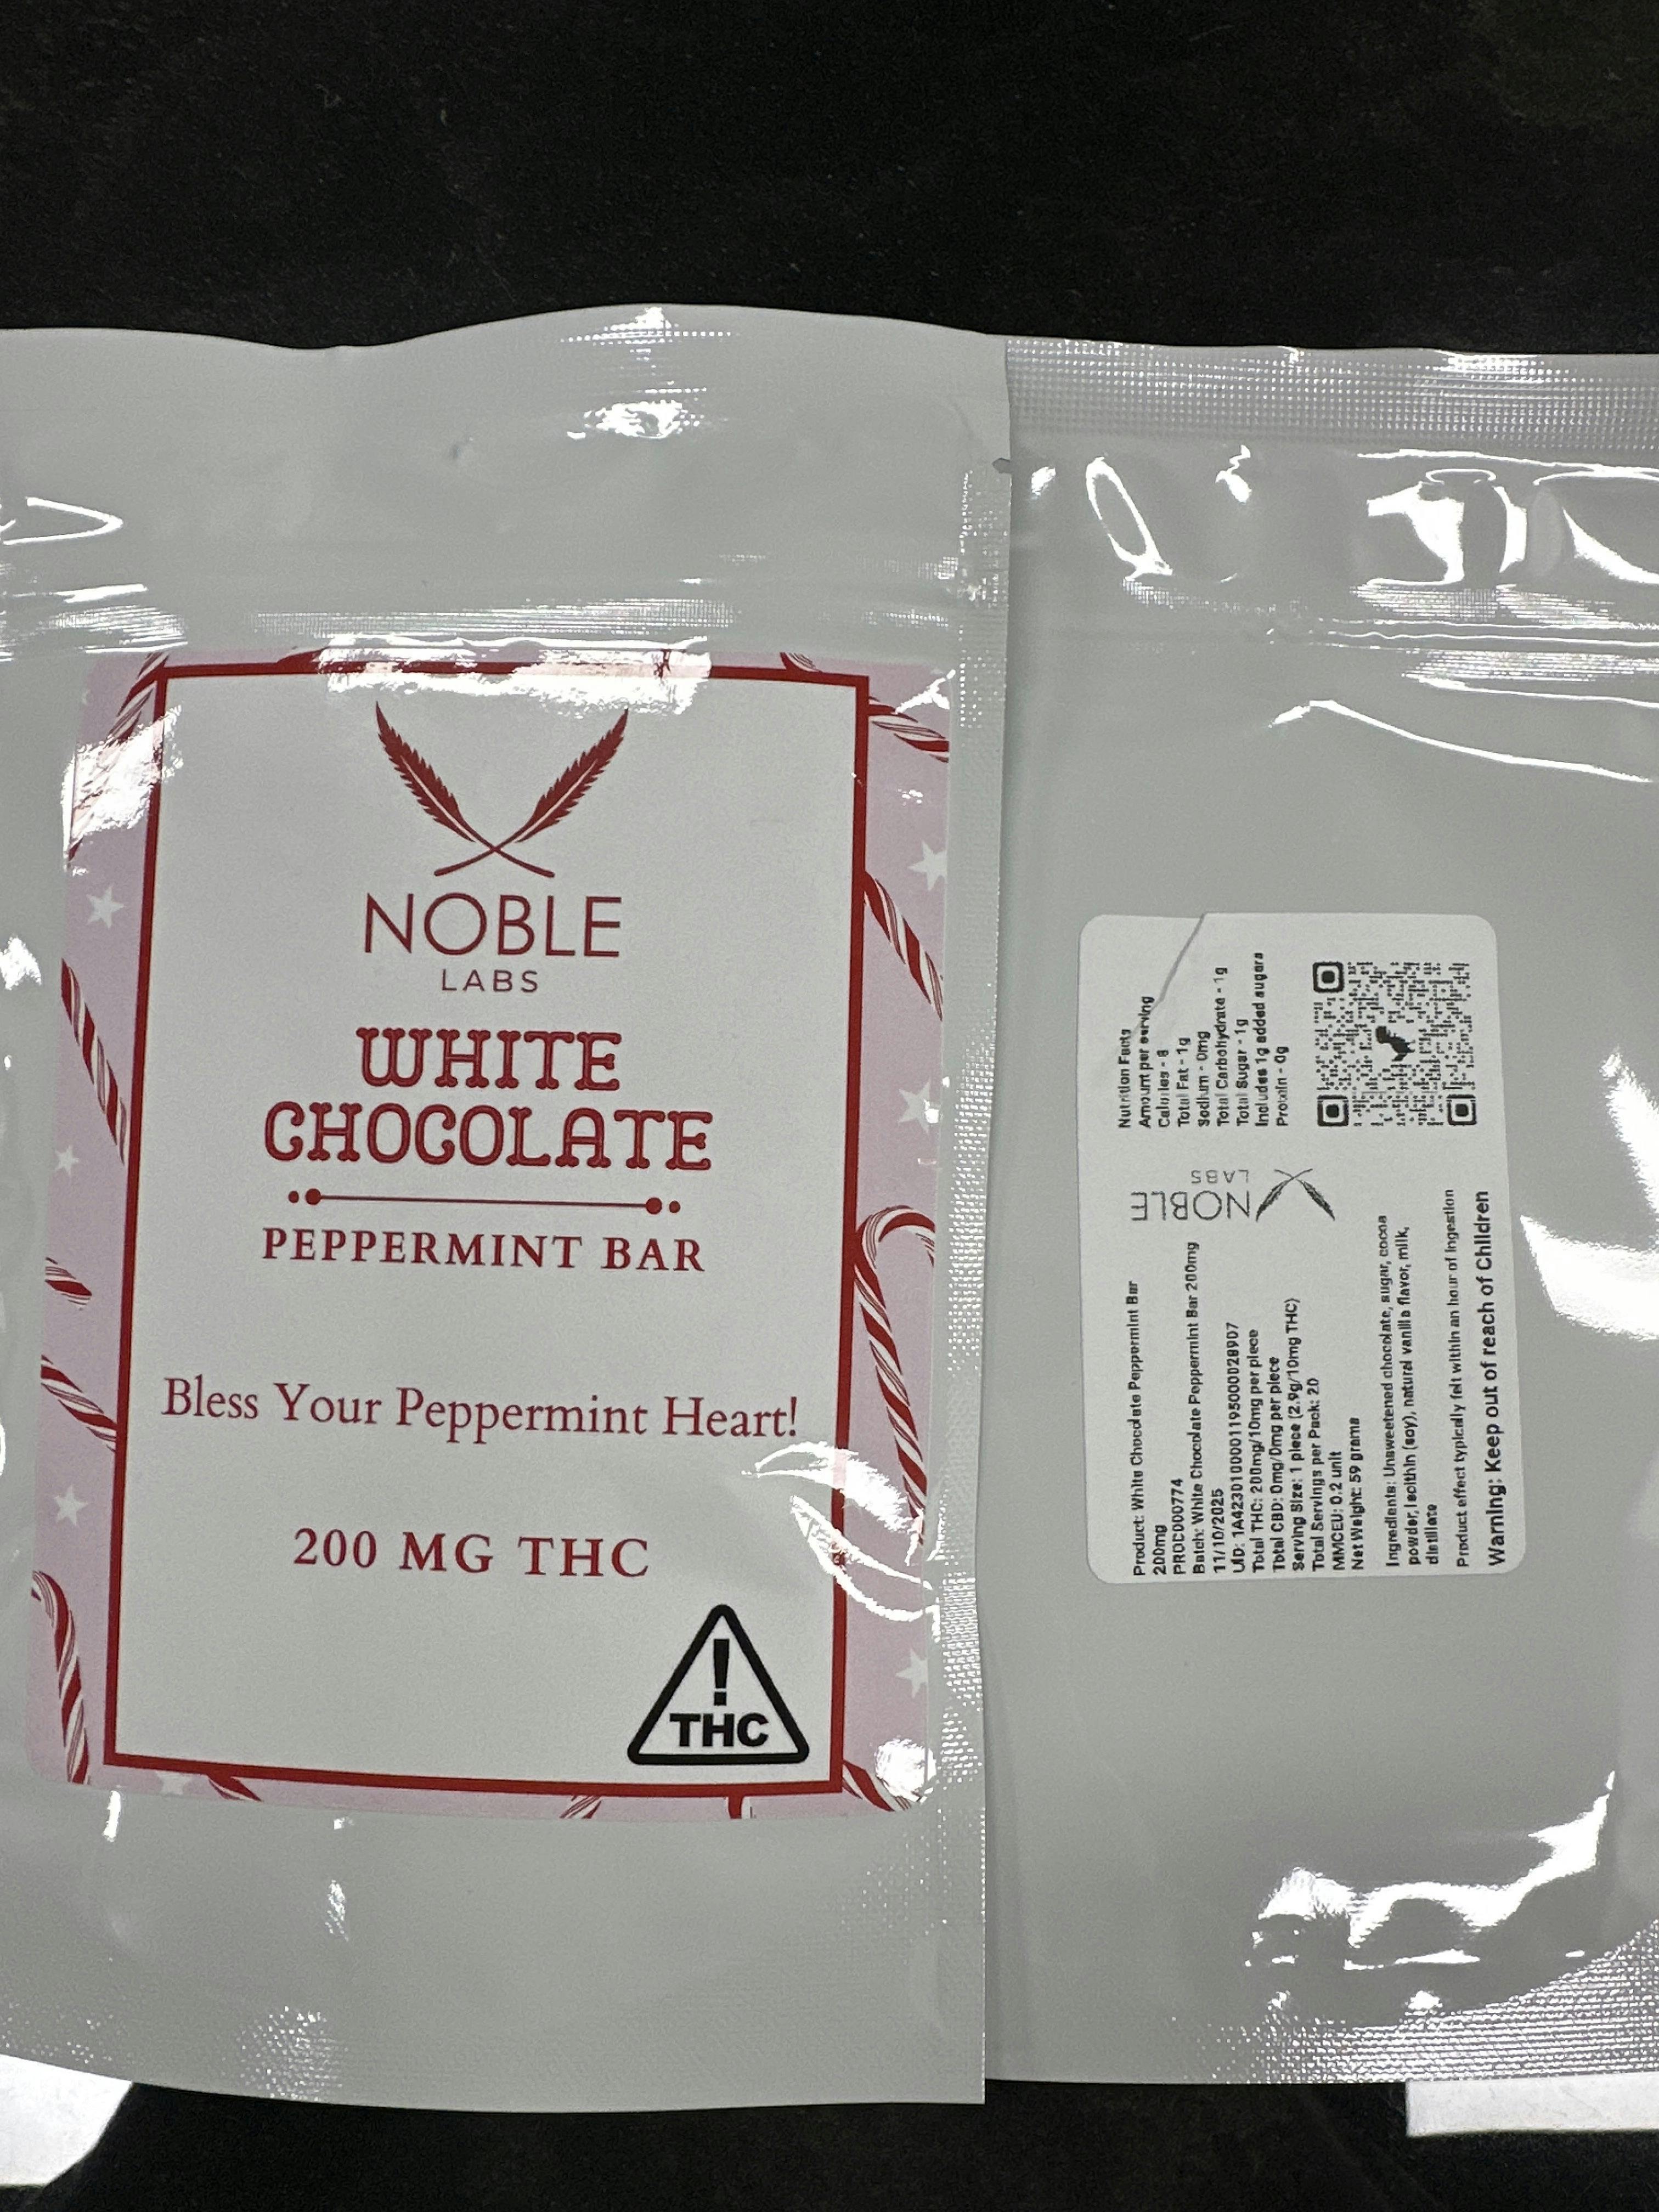 NOBLE
LABS
WHITE
CHOCOLATE
PEPPERMINT BAR
Bless Your Peppermint Heart!
200 MG THC
!
THC
Product: White Chocolate Peppermint Bar
200mg
PROC000774
Batch: White Chocolate Peppermint Bar 200mg
11/10/2025
UID: 1A4230100001195000028907
Total THC: 200mg/10mg per piece
Total CBD: 0mg/0mg per piece
Serving Size: 1 piece (2.9g/10mg THC)
Total Servings per Pack: 20
MMCEU: 0.2 unit
Net Weight: 59 grams
Ingredients: Unsweetened chocolate, sugar, cocoa
powder, lecithin (soy), natural vanilla flavor, milk,
distillate
Product effect typically felt within an hour of Ingestion
Warning: Keep out of reach of Children
NOBLE
LABS
Nutrition Facts
Amount per serving
Calories - 8
Total Fat - 1g
Sodium - 0mg
Total Carbohydrate - 1g
Total Sugar - 1g
Includes 1g added sugars
Protein - 0g